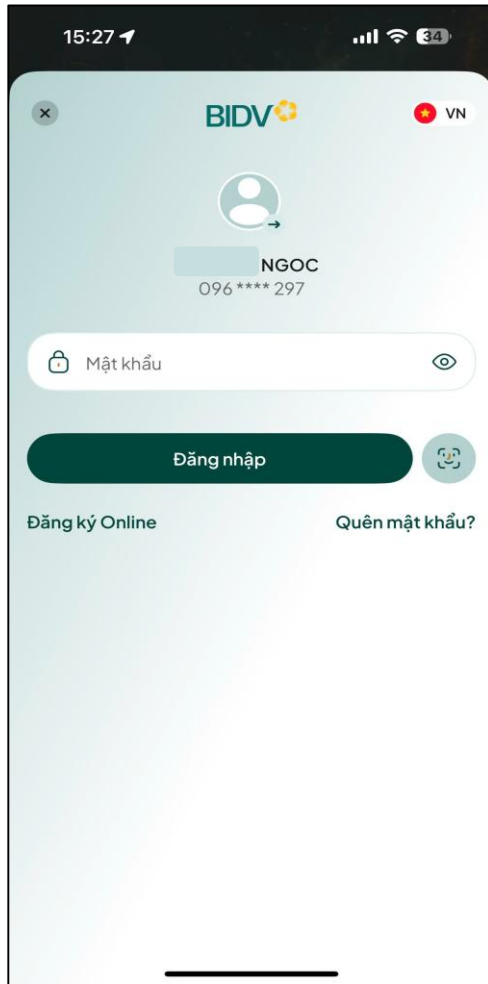 15:27 34
BIDV VN
NGOC
096 **** 297
Mật khẩu
Đăng nhập
Đăng ký Online Quên mật khẩu?